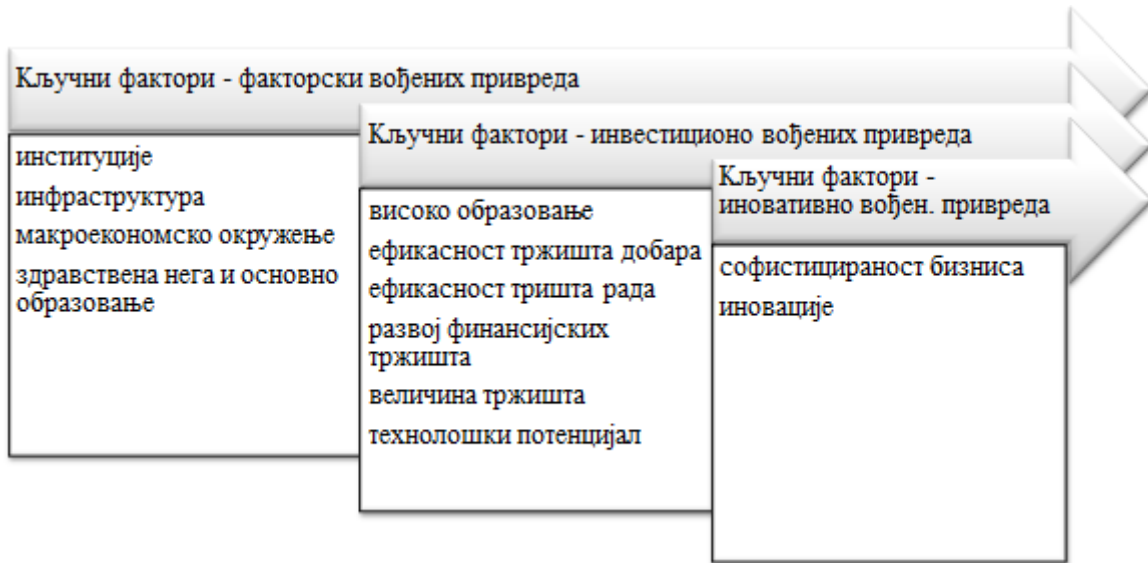 Кључни фактори - факторски вођених привреда
институције
инфраструктура
макроекономско окружење
здравствена нега и основно
образовање
Кључни фактори - инвестиционо вођених привреда
високо образовање
ефикасност тржишта добара
ефикасност тришта рада
развој финансијских
тржишта
величина тржишта
технолошки потенцијал
Кључни фактори -
иновативно вођен. привреда
софистицираност бизниса
иновације